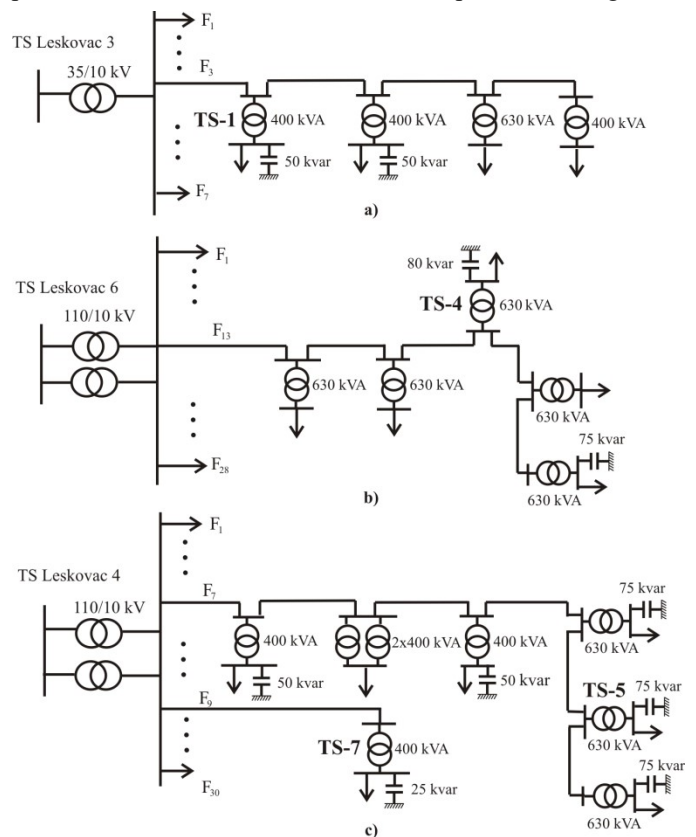 TS Leskovac 3
35/10 kV
F1
F3
F7
TS-1
400 kVA
50 kvar
400 kVA
50 kvar
630 kVA
400 kVA
a)
TS Leskovac 6
110/10 kV
F1
F13
F28
630 kVA
630 kVA
80 kvar
TS-4
630 kVA
630 kVA
75 kvar
630 kVA
b)
TS Leskovac 4
110/10 kV
F1
F7
F9
F30
400 kVA
50 kvar
2x400 kVA
400 kVA
50 kvar
75 kvar
630 kVA
TS-5
75 kvar
630 kVA
75 kvar
630 kVA
TS-7
400 kVA
25 kvar
c)